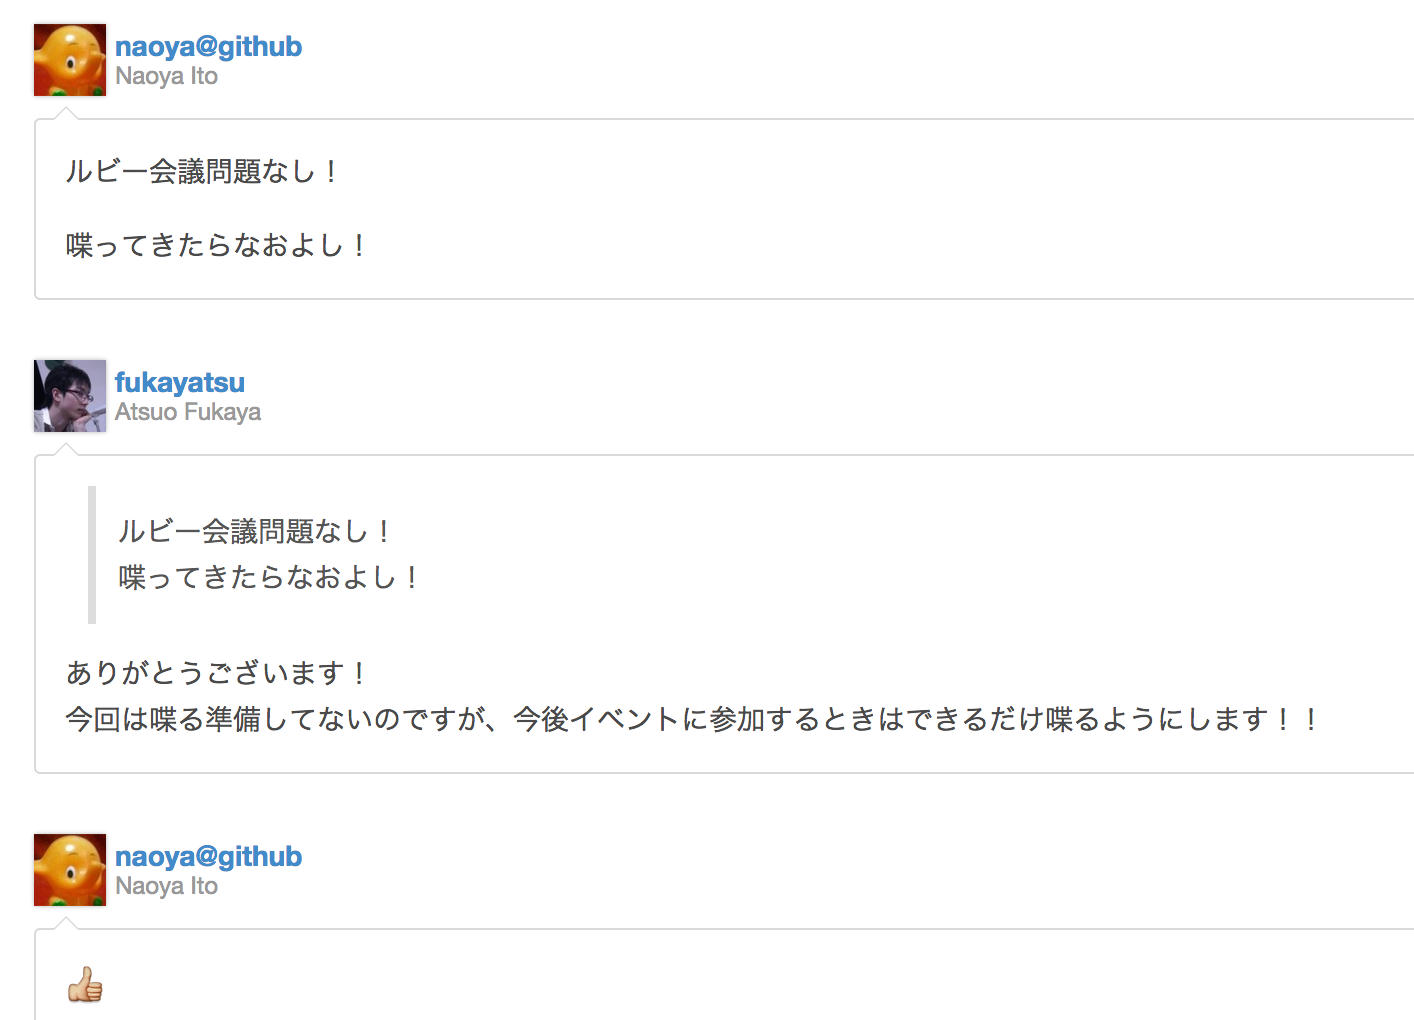 naoya@github
Naoya Ito
ルビー会議問題なし！
喋ってきたらなおよし！
fukayatsu
Atsuo Fukaya
ルビー会議問題なし！
喋ってきたらなおよし！
ありがとうございます！
今回は喋る準備してないのですが、今後イベントに参加するときはできるだけ喋るようにします！！
naoya@github
Naoya Ito
👍